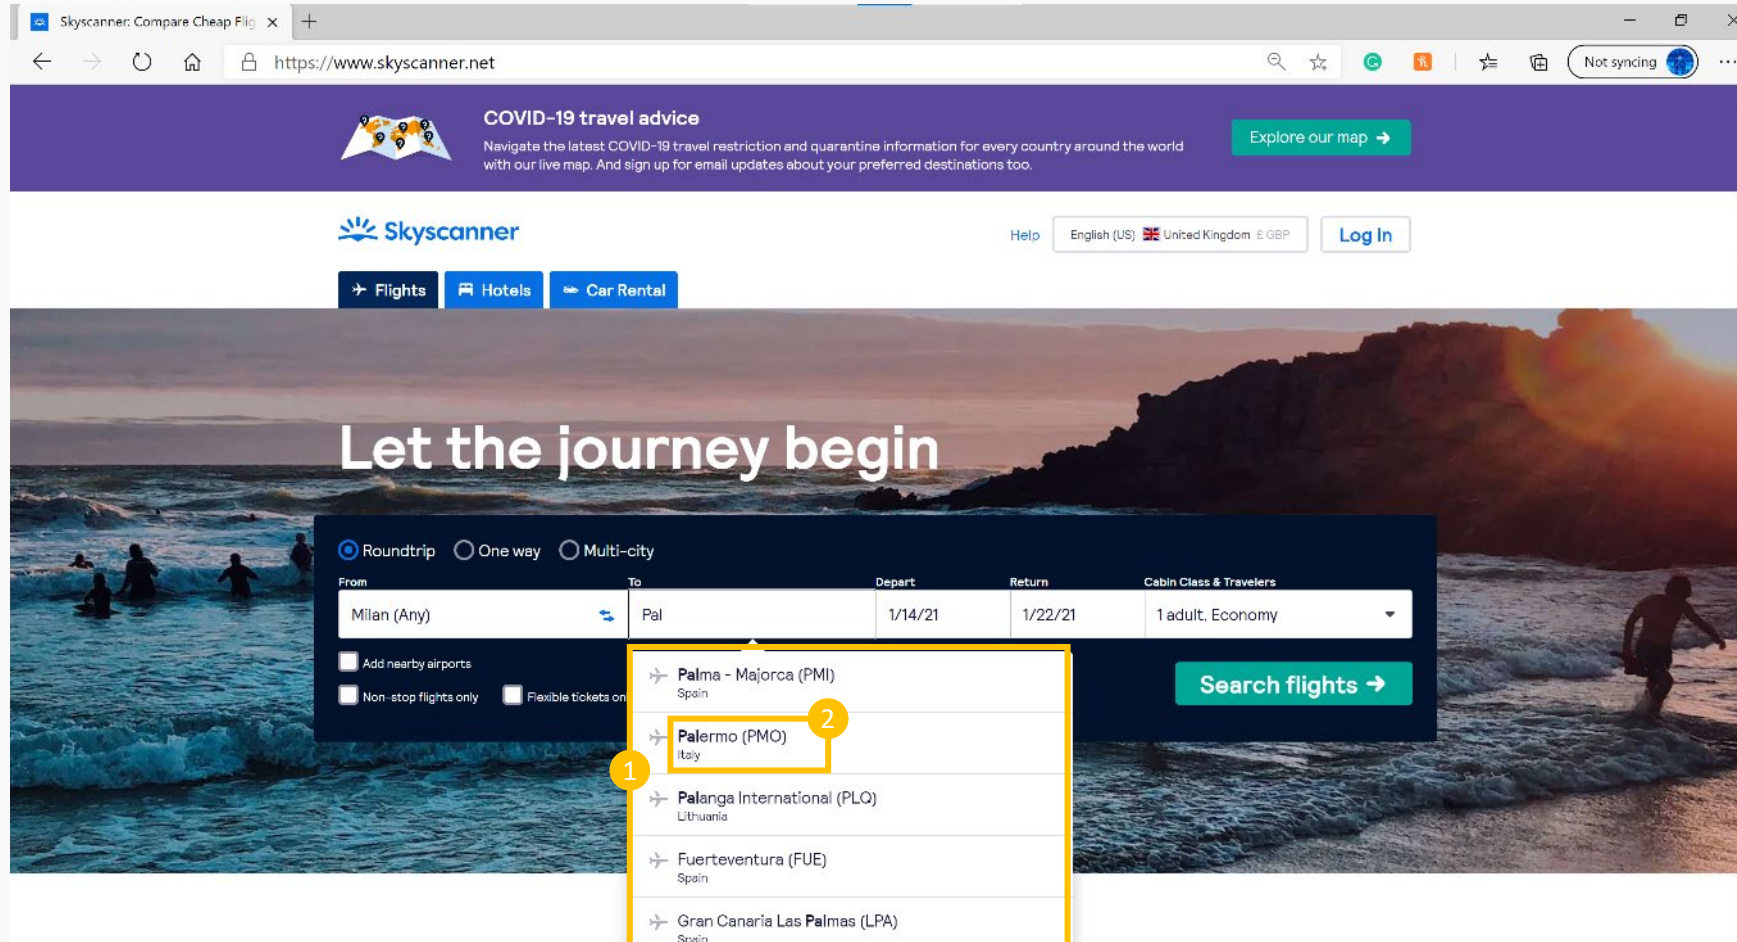 Skyscanner: Compare Cheap Flig
https://www.skyscanner.net
Not syncing
COVID-19 travel advice
Navigate the latest COVID-19 travel restriction and quarantine information for every country around the world
with our live map. And sign up for email updates about your preferred destinations too.
Explore our map
Skyscanner
Help
English (US) United Kingdom £ GBP
Log In
Flights
Hotels
Car Rental
Let the journey begin
Roundtrip One way Multi-city
From To Depart Return Cabin Class & Travelers
Milan (Any) Pal 1/14/21 1/22/21 1 adult, Economy
Add nearby airports
Non-stop flights only Flexible tickets on
Search flights
Palma - Majorca (PMI)
Spain
2
Palermo (PMO)
Italy
1
Palanga International (PLQ)
Lithuania
Fuerteventura (FUE)
Spain
Gran Canaria Las Palmas (LPA)
Spain